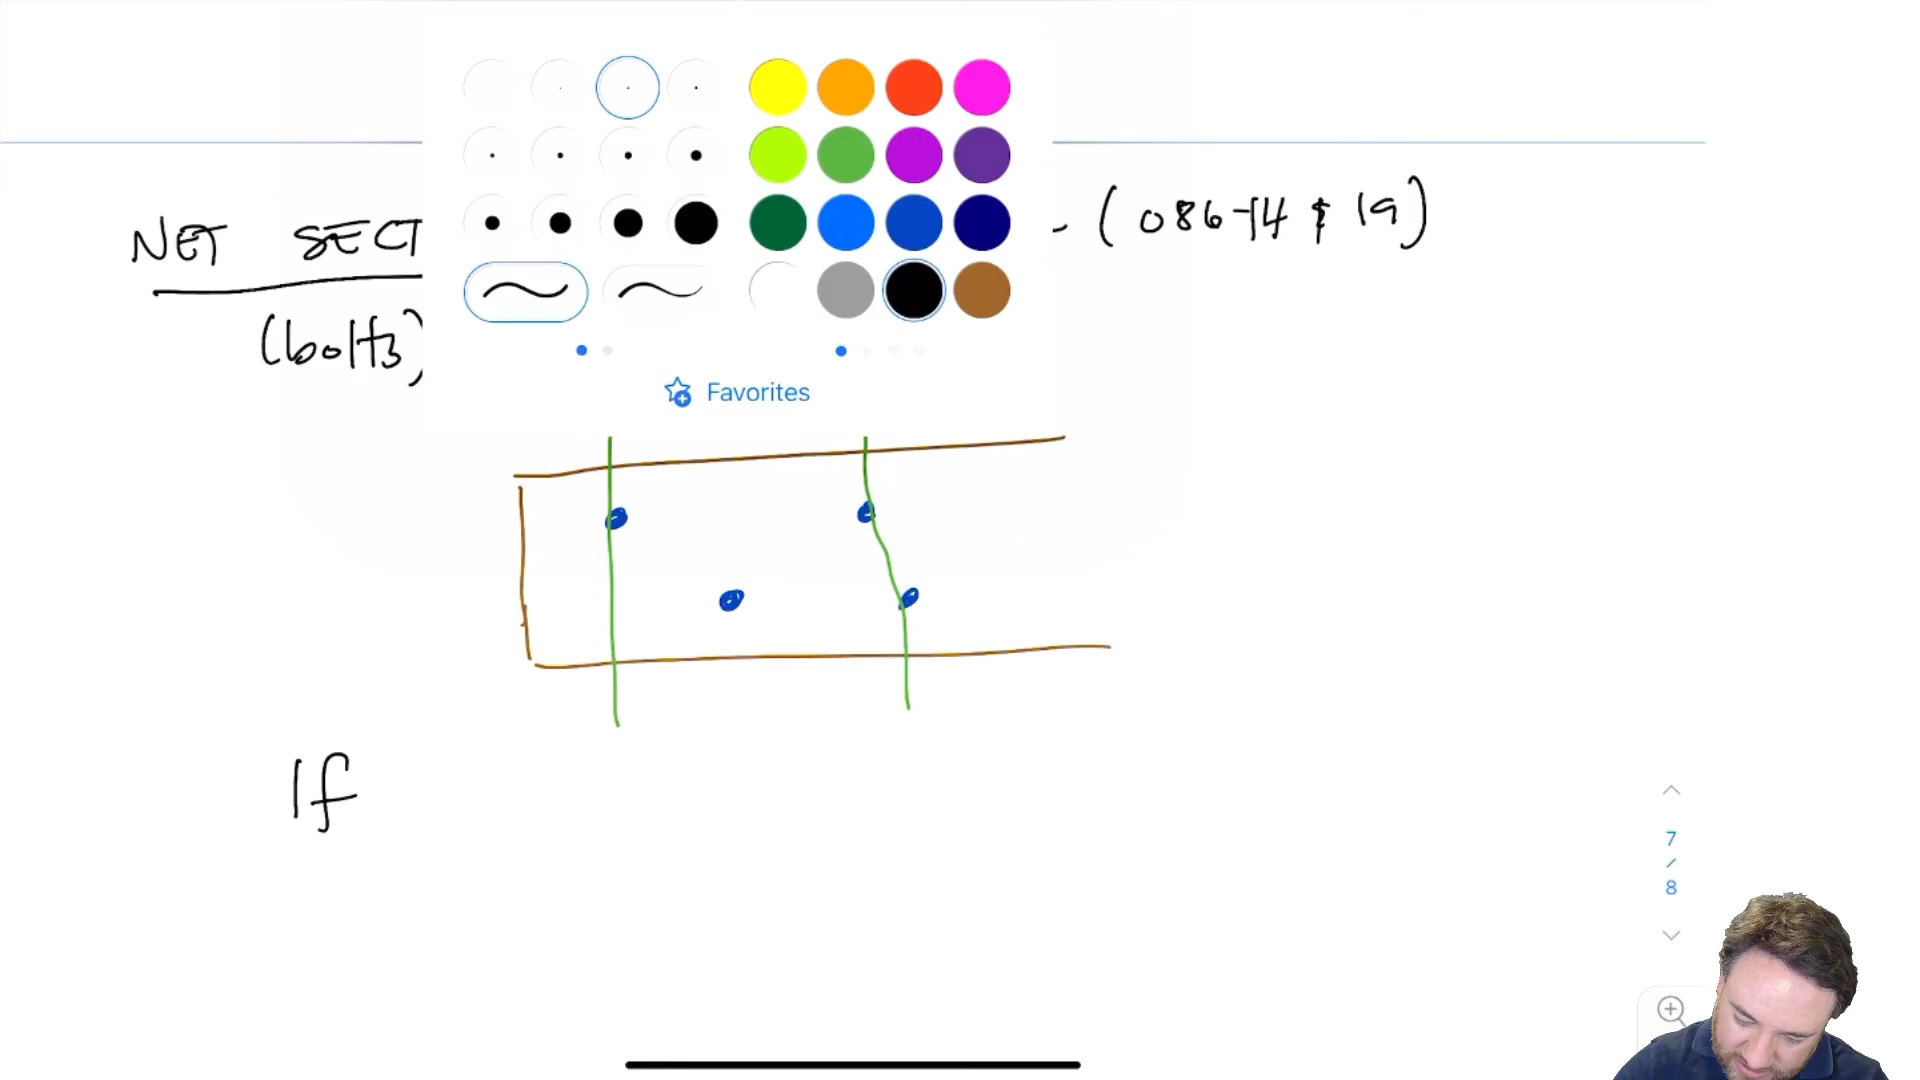 NET SECT - (086-14 & 19)
(bolts)
Favorites
If
7
/
8